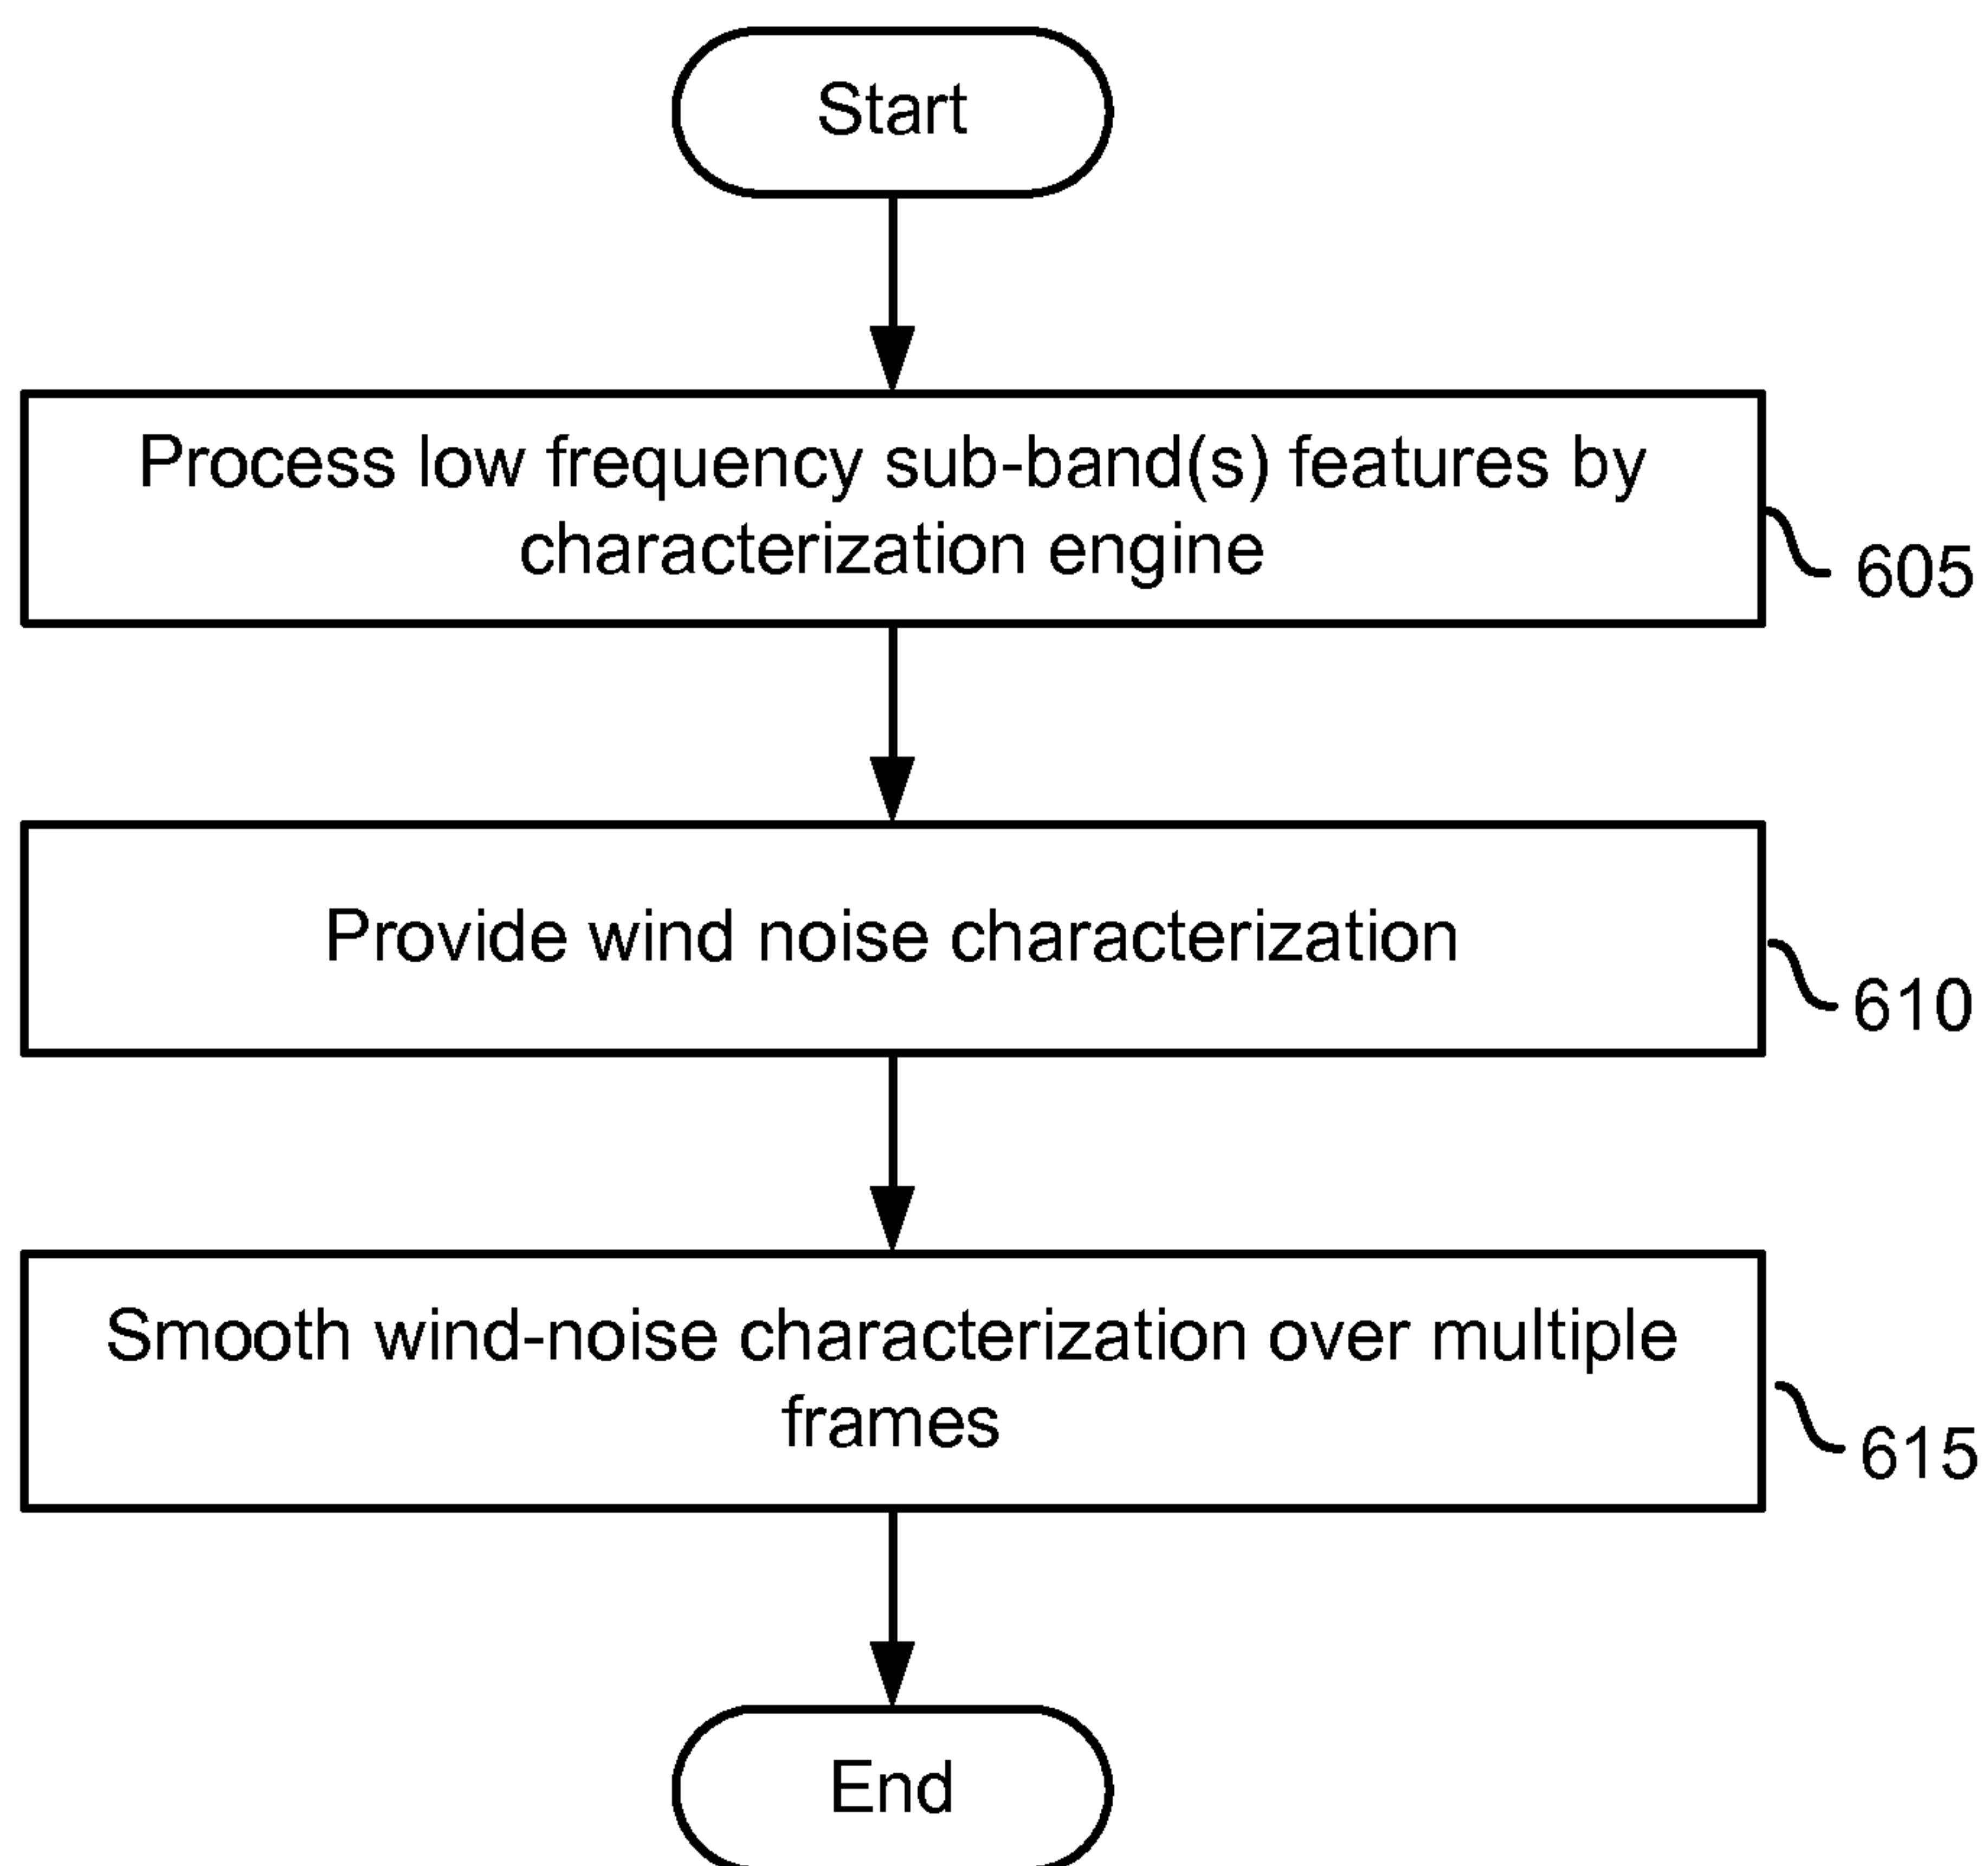 Start
Process low frequency sub-band(s) features by
characterization engine
605
Provide wind noise characterization
610
Smooth wind-noise characterization over multiple
frames
615
End